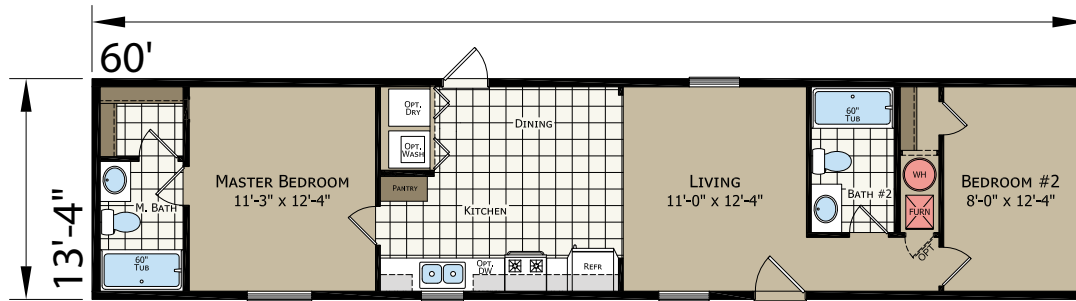 60'
13'-4"
OPT.
DRY
OPT.
WASH
DINING
60"
TUB
MASTER BEDROOM
11'-3" x 12'-4"
PANTRY
LIVING
11'-0" x 12'-4"
WH
BEDROOM #2
8'-0" x 12'-4"
BATH #2
M. BATH
KITCHEN
FURN
OPT
60"
TUB
OPT.
DW
REFR